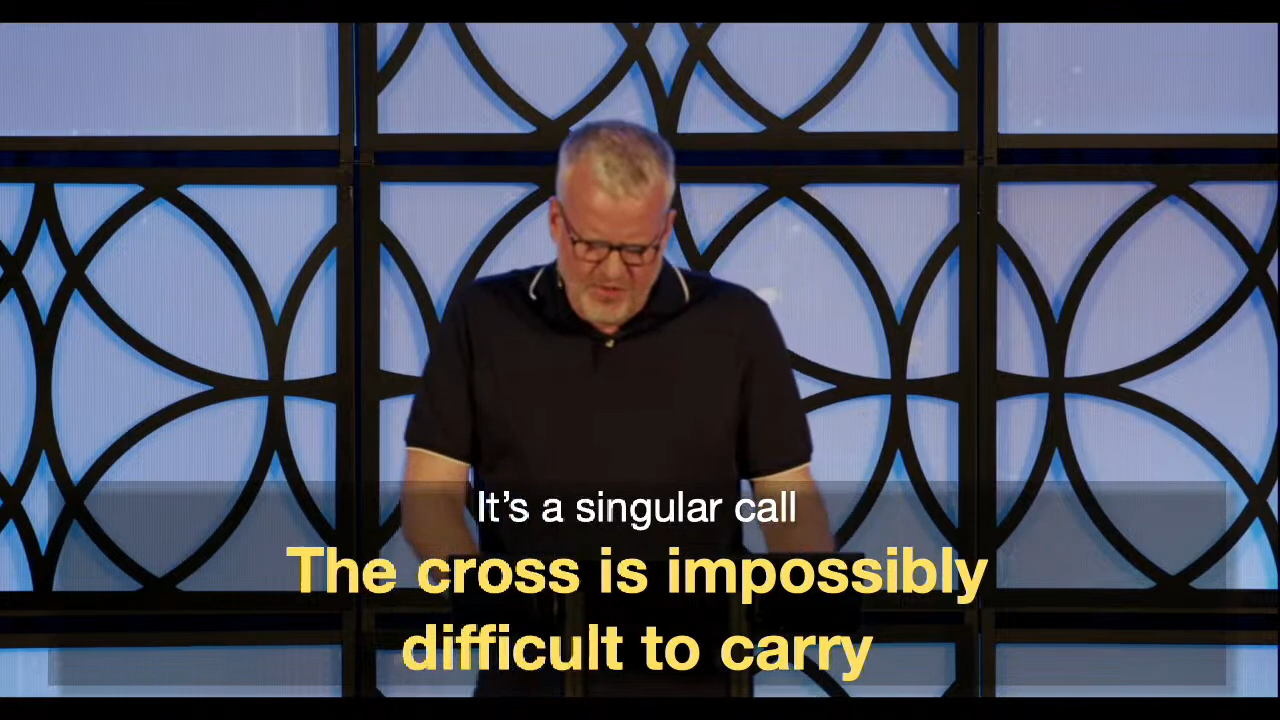 It’s a singular call
The cross is impossibly
difficult to carry